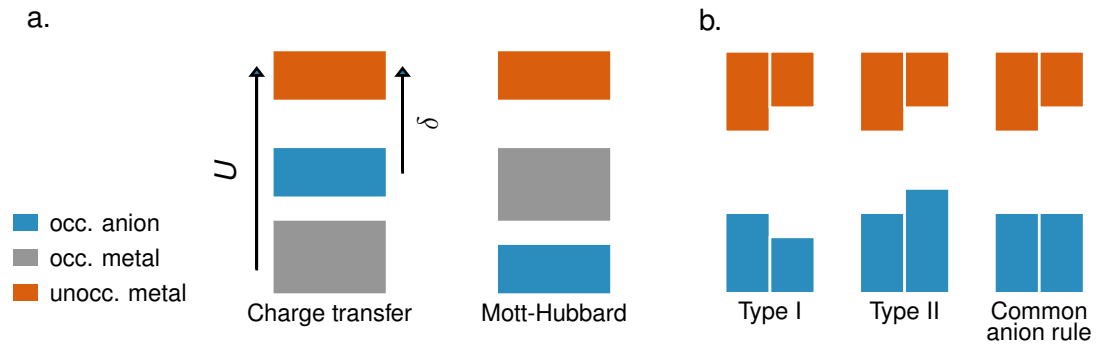 a.
U
δ
occ. anion
occ. metal
unocc. metal
Charge transfer
Mott-Hubbard
b.
Type I
Type II
Common
anion rule